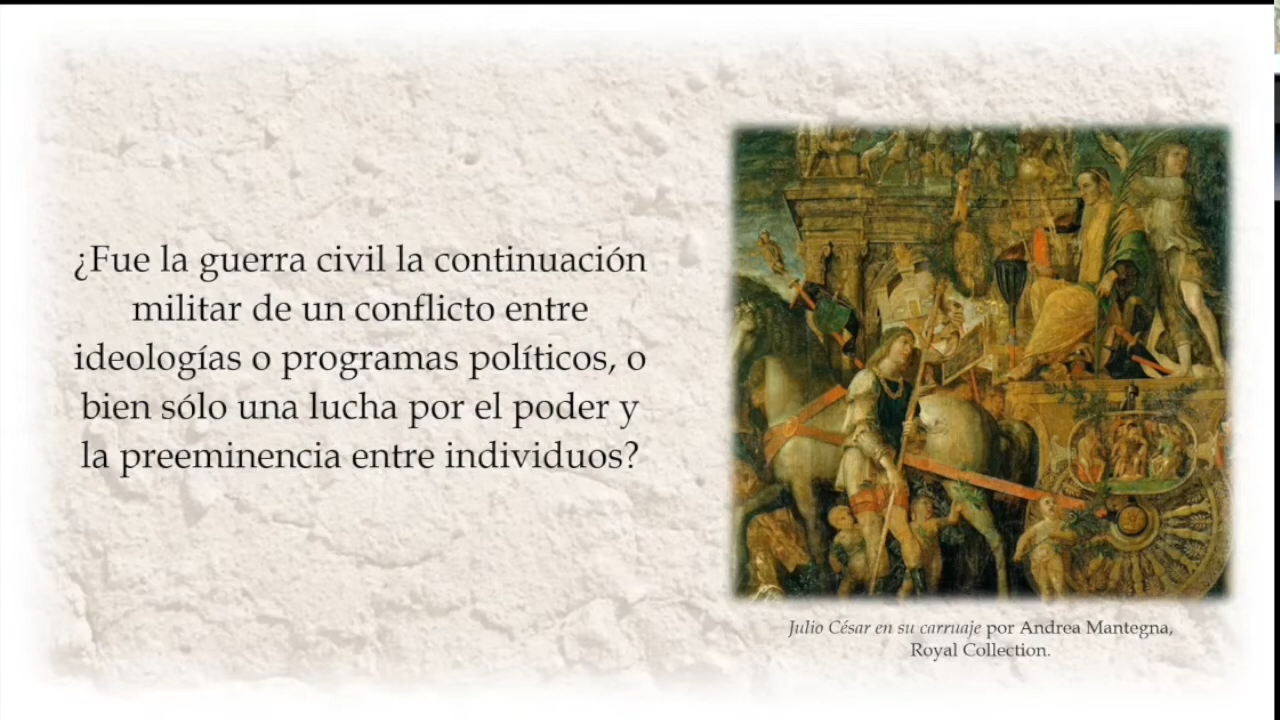 ¿Fue la guerra civil la continuación
militar de un conflicto entre
ideologías o programas políticos, o
bien sólo una lucha por el poder y
la preeminencia entre individuos?
Julio César en su carruaje por Andrea Mantegna,
Royal Collection.